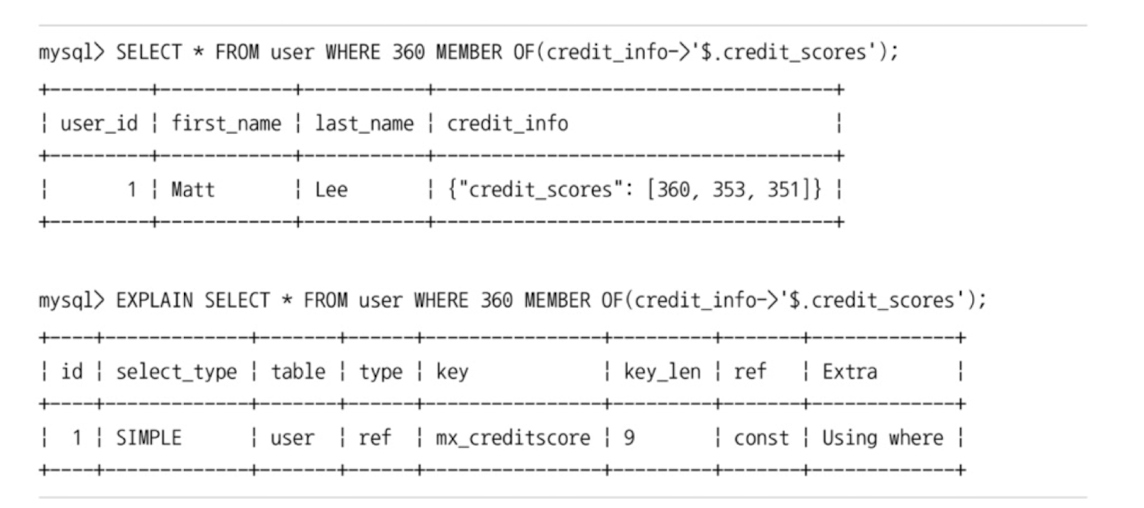 mysql> SELECT * FROM user WHERE 360 MEMBER OF(credit_info->'$.credit_scores');
+---------+------------+-----------+-----------------------------------+
| user_id | first_name | last_name | credit_info                       |
+---------+------------+-----------+-----------------------------------+
|       1 | Matt       | Lee       | {"credit_scores": [360, 353, 351]} |
+---------+------------+-----------+-----------------------------------+
mysql> EXPLAIN SELECT * FROM user WHERE 360 MEMBER OF(credit_info->'$.credit_scores');
+----+-------------+-------+------+----------------+---------+-------+-------------+
| id | select_type | table | type | key            | key_len | ref   | Extra       |
+----+-------------+-------+------+----------------+---------+-------+-------------+
|  1 | SIMPLE      | user  | ref  | mx_creditscore | 9       | const | Using where |
+----+-------------+-------+------+----------------+---------+-------+-------------+